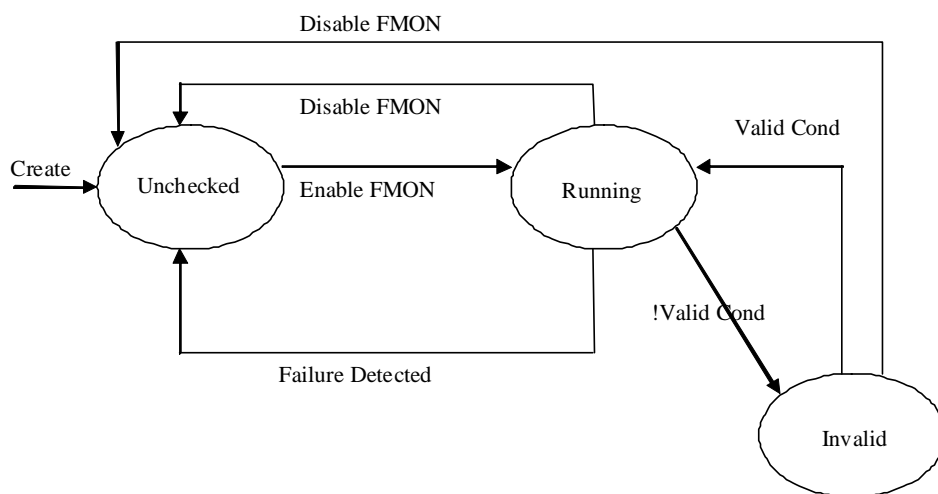 Disable FMON
Disable FMON
Valid Cond
Create
Unchecked
Enable FMON
Running
!Valid Cond
Failure Detected
Invalid